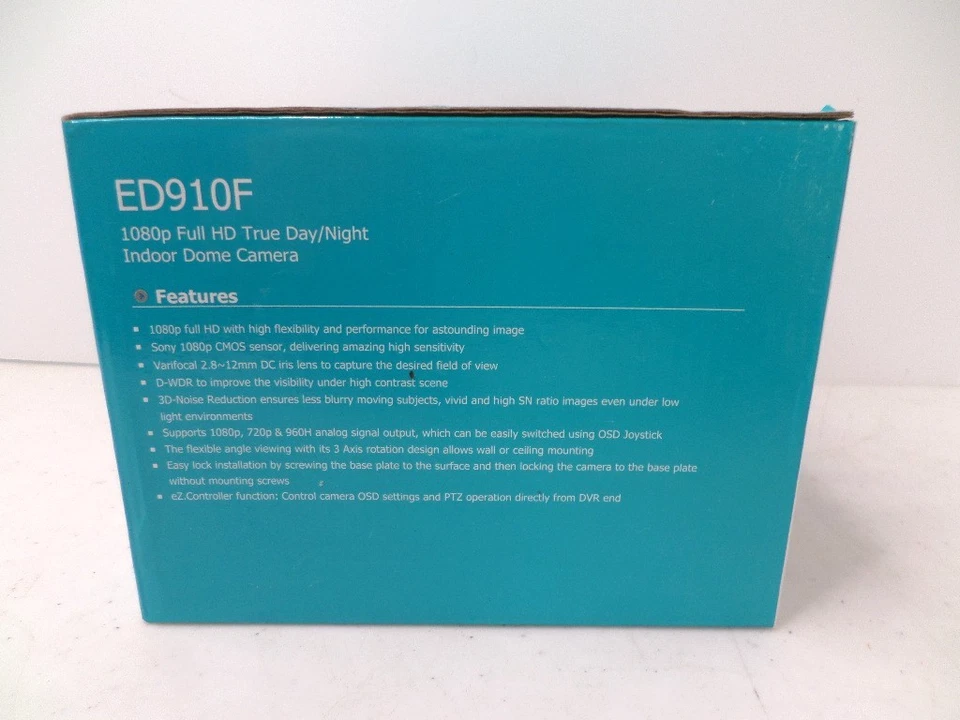 ED910F
1080p Full HD True Day/Night
Indoor Dome Camera
Features
1080p full HD with high flexibility and performance for astounding image
Sony 1080p CMOS sensor, delivering amazing high sensitivity
Varifocal 2.8~12mm DC iris lens to capture the desired field of view
D-WDR to improve the visibility under high contrast scene
3D-Noise Reduction ensures less blurry moving subjects, vivid and high SN ratio images even under low
light environments
Supports 1080p, 720p & 960H analog signal output, which can be easily switched using OSD Joystick
The flexible angle viewing with its 3 Axis rotation design allows wall or ceiling mounting
Easy lock installation by screwing the base plate to the surface and then locking the camera to the base plate
without mounting screws
eZ.Controller function: Control camera OSD settings and PTZ operation directly from DVR end